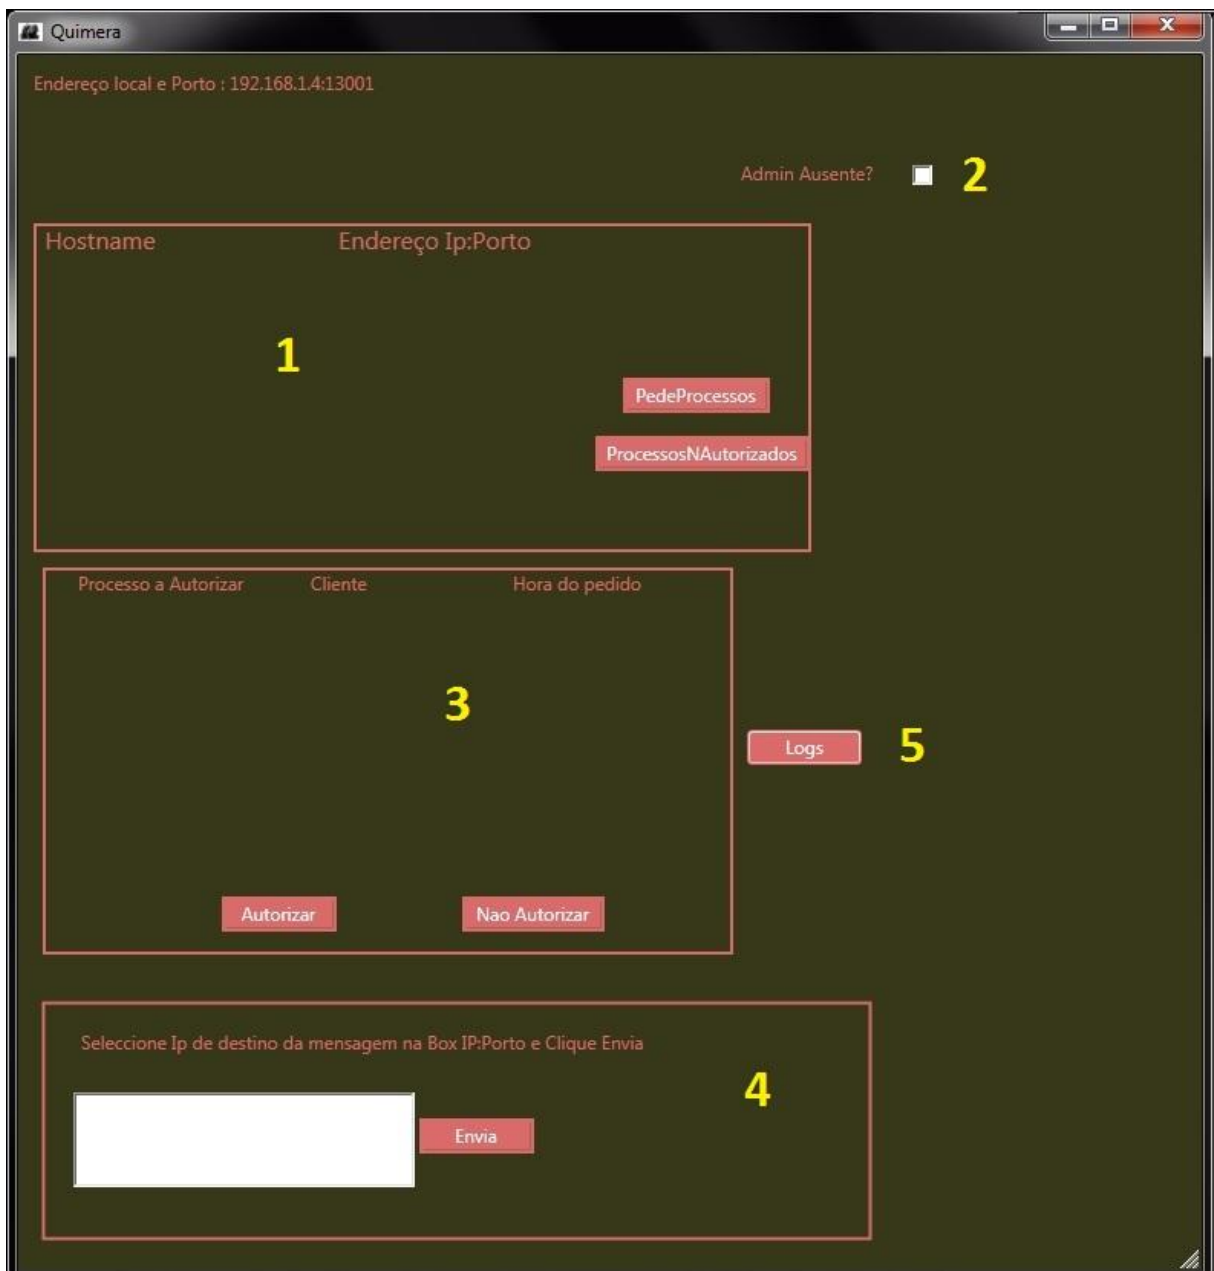 Quimera
Endereço local e Porto : 192.168.1.4:13001
Admin Ausente? 2
Hostname Endereço Ip:Porto
1
PedeProcessos
ProcessosNAutorizados
Processo a Autorizar Cliente Hora do pedido
3
Logs 5
Autorizar Nao Autorizar
Seleccione Ip de destino da mensagem na Box IP:Porto e Clique Envia
4
Envia